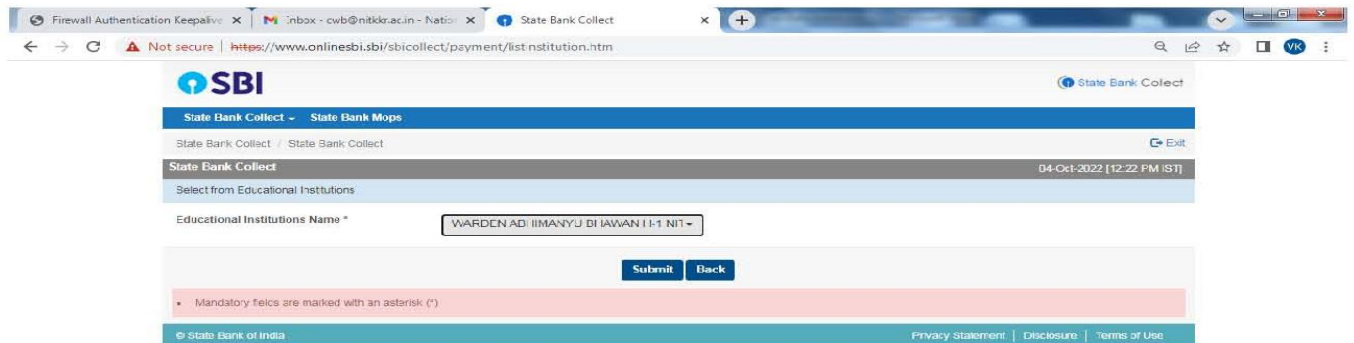 Firewall Authentication Keepalive
Inbox - cwb@nitkkr.ac.in - Natio
State Bank Collect
Not secure | https://www.onlinesbi.sbi/sbicollect/payment/listinstitution.htm
VK
SBI
State Bank Collect
State Bank Collect State Bank Mops
State Bank Collect / State Bank Collect
Exit
State Bank Collect
04-Oct-2022 [12:22 PM IST]
Select from Educational Institutions
Educational Institutions Name *
WARDEN ABHIMANYU BHAWAN H-1 NIT
Submit
Back
Mandatory fields are marked with an asterisk (*)
© State Bank of India
Privacy Statement | Disclosure | Terms of Use